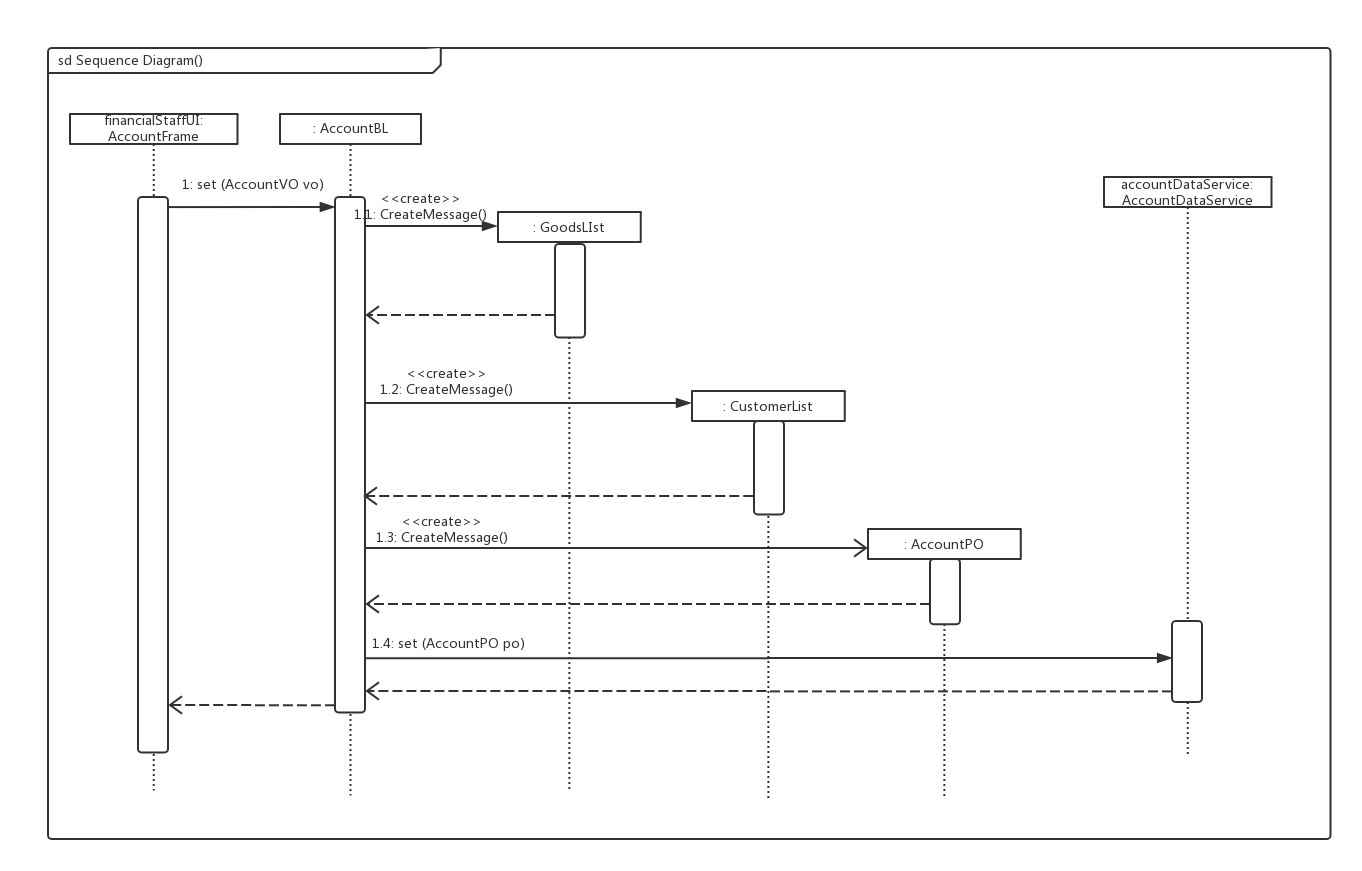 sd Sequence Diagram()
financialStaffUI:
AccountFrame
: AccountBL
1: set (AccountVO vo)
accountDataService:
AccountDataService
<<create>>
1.1: CreateMessage()
: GoodsLIst
<<create>>
1.2: CreateMessage()
: CustomerList
<<create>>
1.3: CreateMessage()
: AccountPO
1.4: set (AccountPO po)